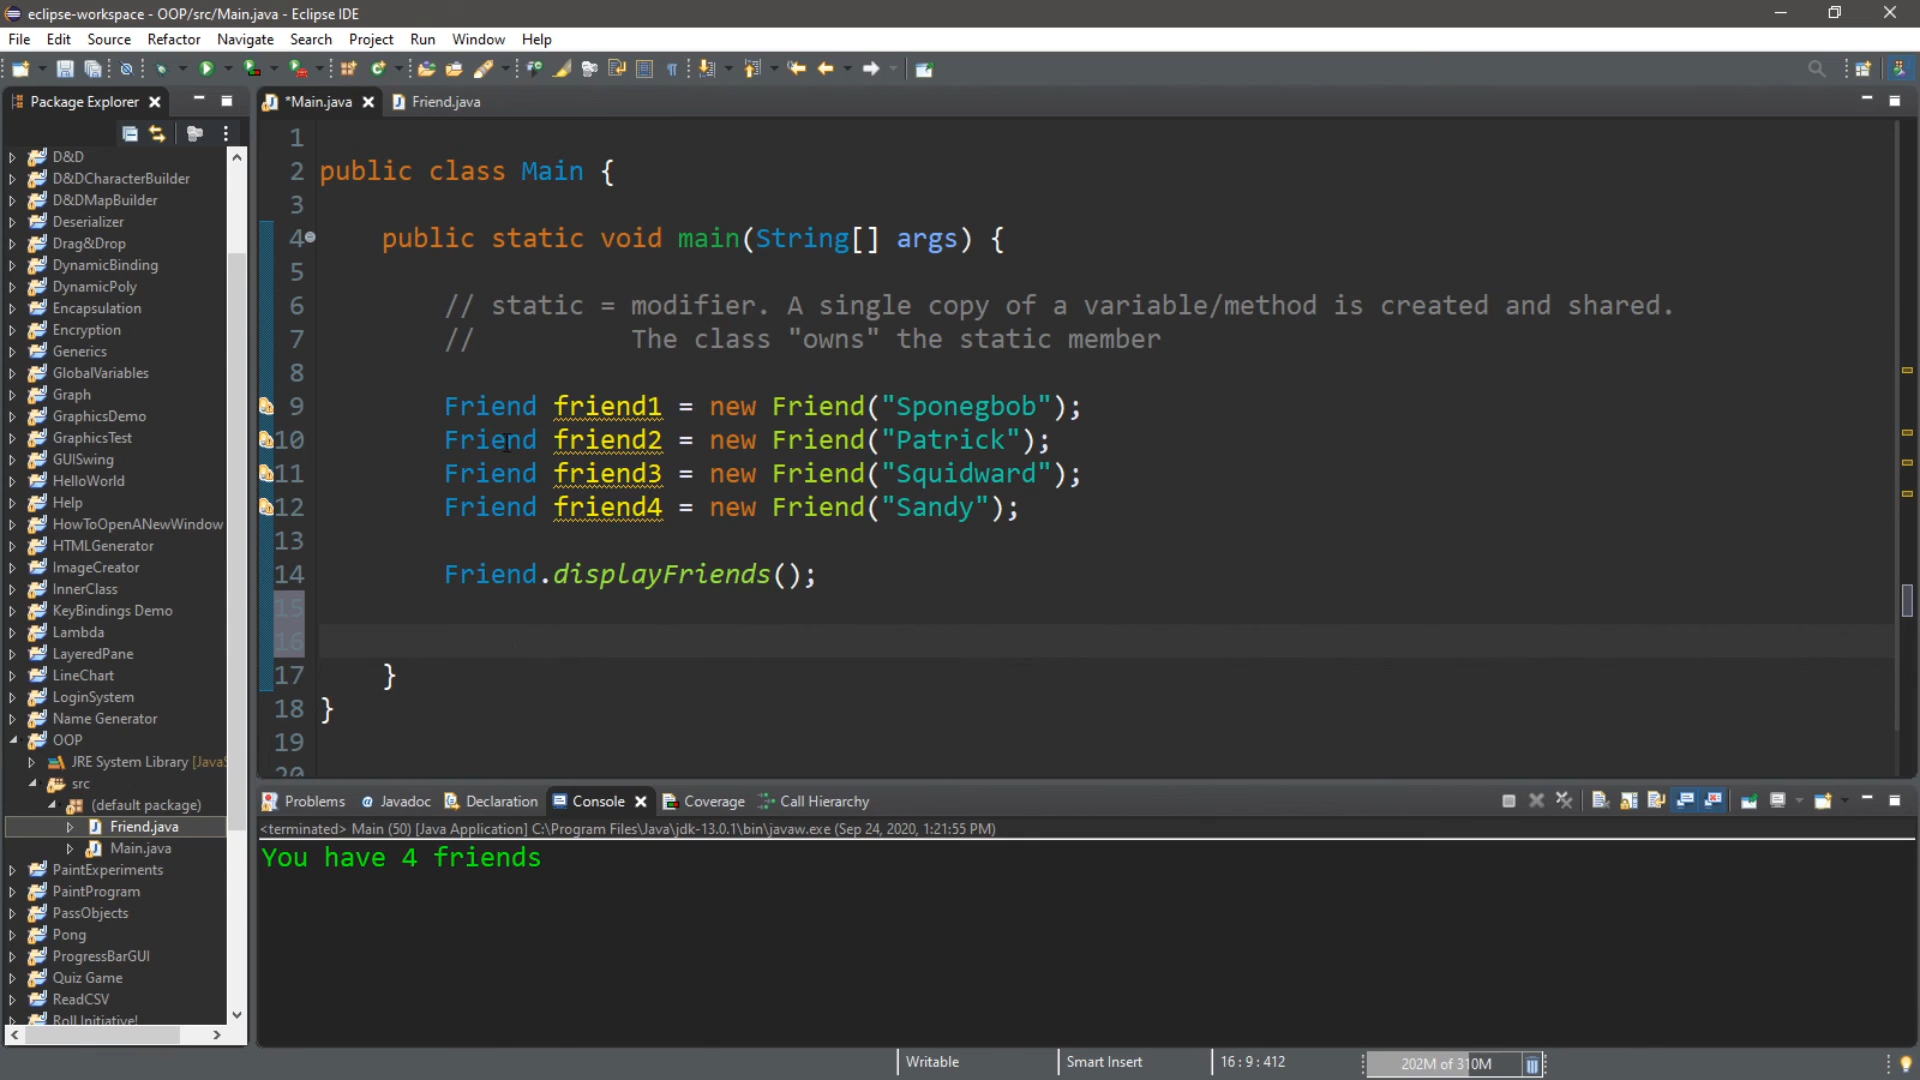 eclipse-workspace - OOP/src/Main.java - Eclipse IDE
File Edit Source Refactor Navigate Search Project Run Window Help
Package Explorer
*Main.java Friend.java
D&D
D&DCharacterBuilder
D&DMapBuilder
Deserializer
Drag&Drop
DynamicBinding
DynamicPoly
Encapsulation
Encryption
Generics
GlobalVariables
Graph
GraphicsDemo
GraphicsTest
GUISwing
HelloWorld
Help
HowToOpenANewWindow
HTMLGenerator
ImageCreator
InnerClass
KeyBindings Demo
Lambda
LayeredPane
LineChart
LoginSystem
Name Generator
OOP
JRE System Library [JavaS
src
(default package)
Friend.java
Main.java
PaintExperiments
PaintProgram
PassObjects
Pong
ProgressBarGUI
Quiz Game
ReadCSV
RollInitiative!
1
2 public class Main {
3
4 public static void main(String[] args) {
5
6 // static = modifier. A single copy of a variable/method is created and shared.
7 // The class "owns" the static member
8
9 Friend friend1 = new Friend("Sponegbob");
10 Friend friend2 = new Friend("Patrick");
11 Friend friend3 = new Friend("Squidward");
12 Friend friend4 = new Friend("Sandy");
13
14 Friend.displayFriends();
15
16
17 }
18 }
19
20
Problems Javadoc Declaration Console Coverage Call Hierarchy
<terminated> Main (50) [Java Application] C:\Program Files\Java\jdk-13.0.1\bin\javaw.exe (Sep 24, 2020, 1:21:55 PM)
You have 4 friends
Writable Smart Insert 16 : 9 : 412 202M of 310M